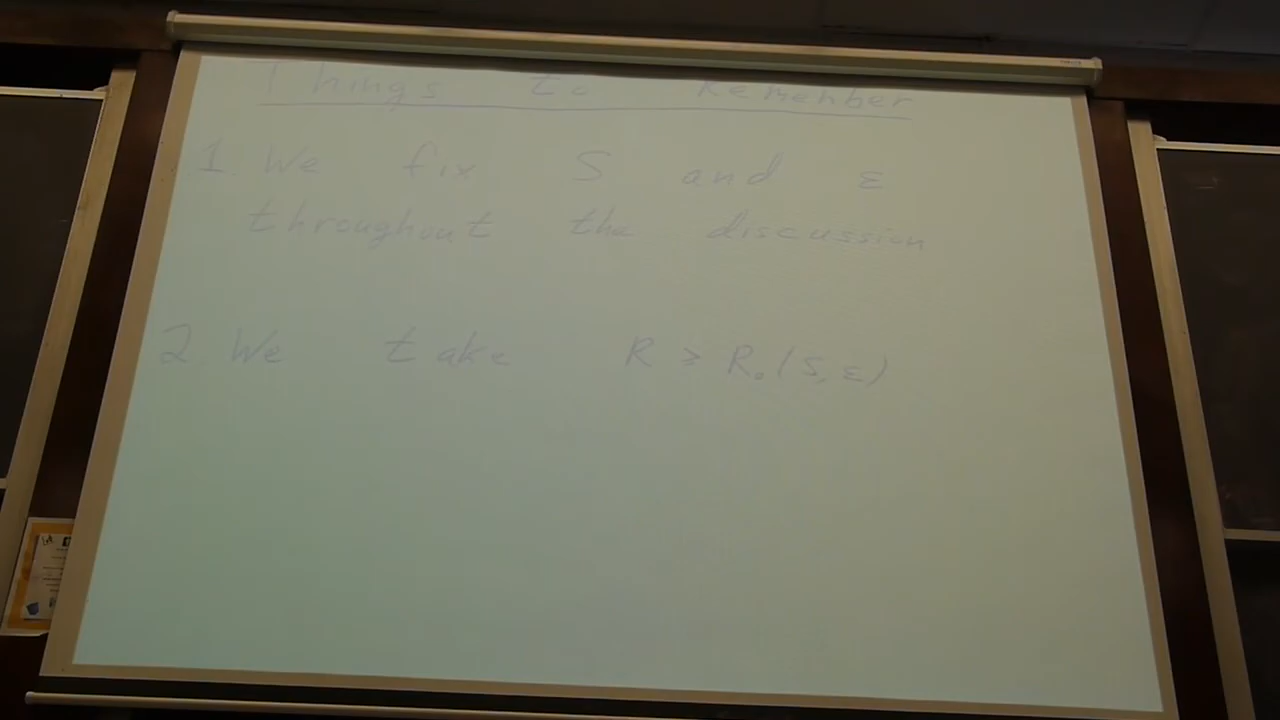 Things to Remember
1. We fix S and ε
throughout the discussion
2 We take R ≥ R₀(S, ε)